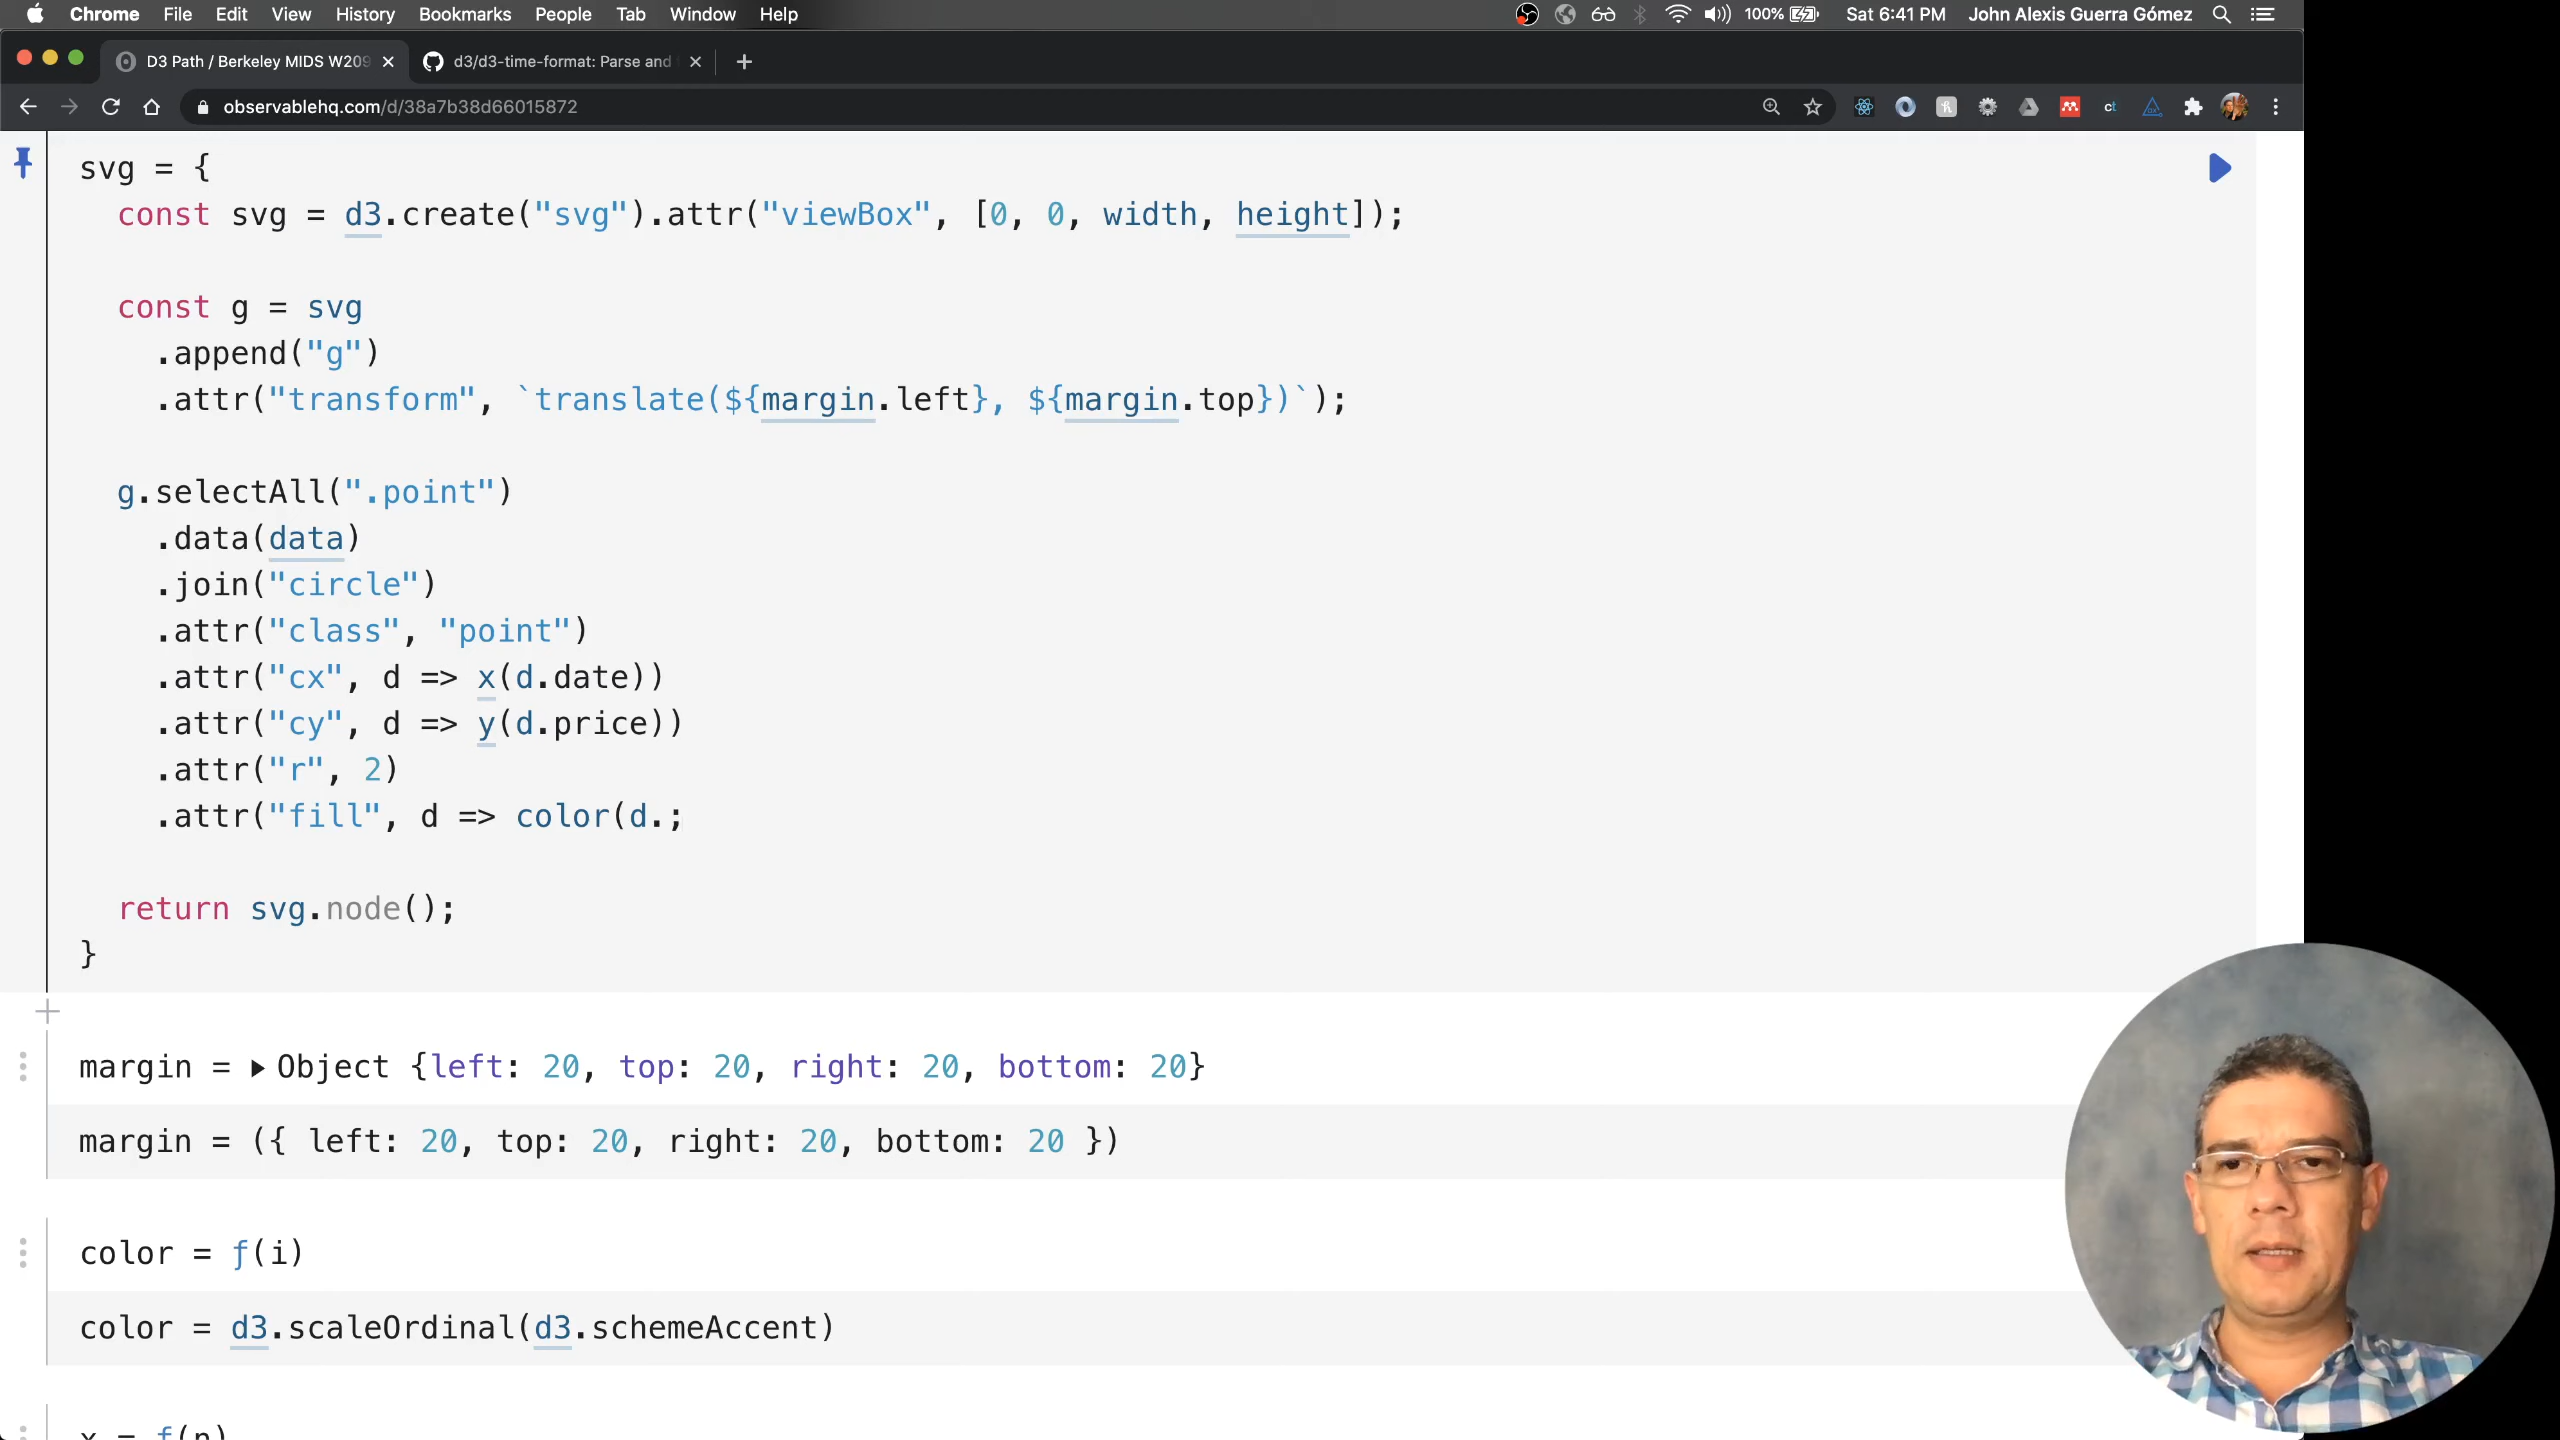 Chrome File Edit View History Bookmarks People Tab Window Help 100% Sat 6:41 PM John Alexis Guerra Gómez
D3 Path / Berkeley MIDS W209 d3/d3-time-format: Parse and
observablehq.com/d/38a7b38d66015872
svg = {
const svg = d3.create("svg").attr("viewBox", [0, 0, width, height]);
const g = svg
.append("g")
.attr("transform", `translate(${margin.left}, ${margin.top})`);
g.selectAll(".point")
.data(data)
.join("circle")
.attr("class", "point")
.attr("cx", d => x(d.date))
.attr("cy", d => y(d.price))
.attr("r", 2)
.attr("fill", d => color(d.;
return svg.node();
}
margin = ▸ Object {left: 20, top: 20, right: 20, bottom: 20}
margin = ({ left: 20, top: 20, right: 20, bottom: 20 })
color = ƒ(i)
color = d3.scaleOrdinal(d3.schemeAccent)
x = ƒ(n)